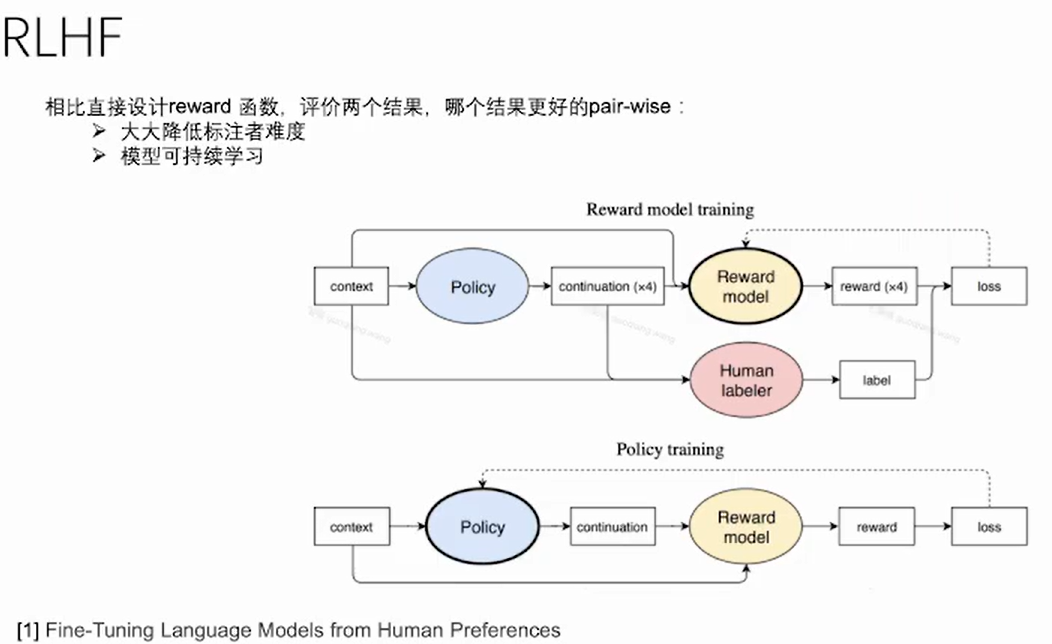 RLHF
相比直接设计reward 函数，评价两个结果，哪个结果更好的pair-wise：
大大降低标注者难度
模型可持续学习
Reward model training
context
Policy
continuation (×4)
Reward
model
reward (×4)
loss
Human
labeler
label
Policy training
context
Policy
continuation
Reward
model
reward
loss
[1] Fine-Tuning Language Models from Human Preferences